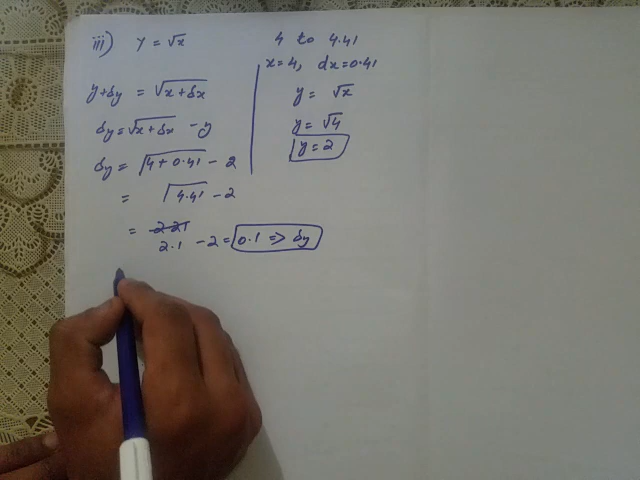 iii) y = √x
4 to 4.41
x=4, dx=0.41
y+δy = √x+δx
y = √x
δy = √x+δx - y
y = √4
y = 2
δy = √4+0.41 - 2
= √4.41 - 2
= 2.1 - 2 = 0.1 => δy